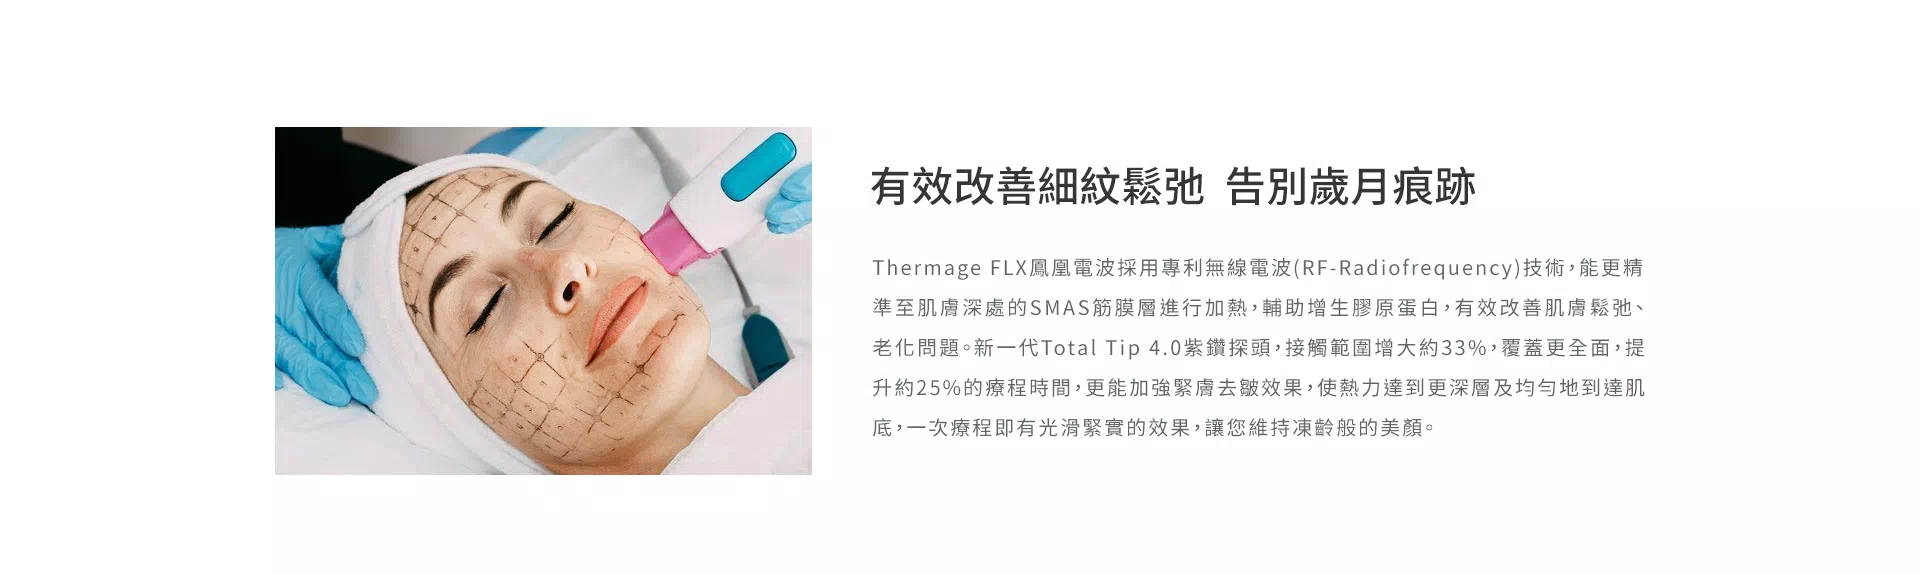 有效改善細紋鬆弛 告別歲月痕跡
Thermage FLX鳳凰電波採用專利無線電波(RF-Radiofrequency)技術，能更精
準至肌膚深處的SMAS筋膜層進行加熱，輔助增生膠原蛋白，有效改善肌膚鬆弛、
老化問題。新一代Total Tip 4.0紫鑽探頭，接觸範圍增大約33%，覆蓋更全面，提
升約25%的療程時間，更能加強緊膚去皺效果，使熱力達到更深層及均勻地到達肌
底，一次療程即有光滑緊實的效果，讓您維持凍齡般的美顏。